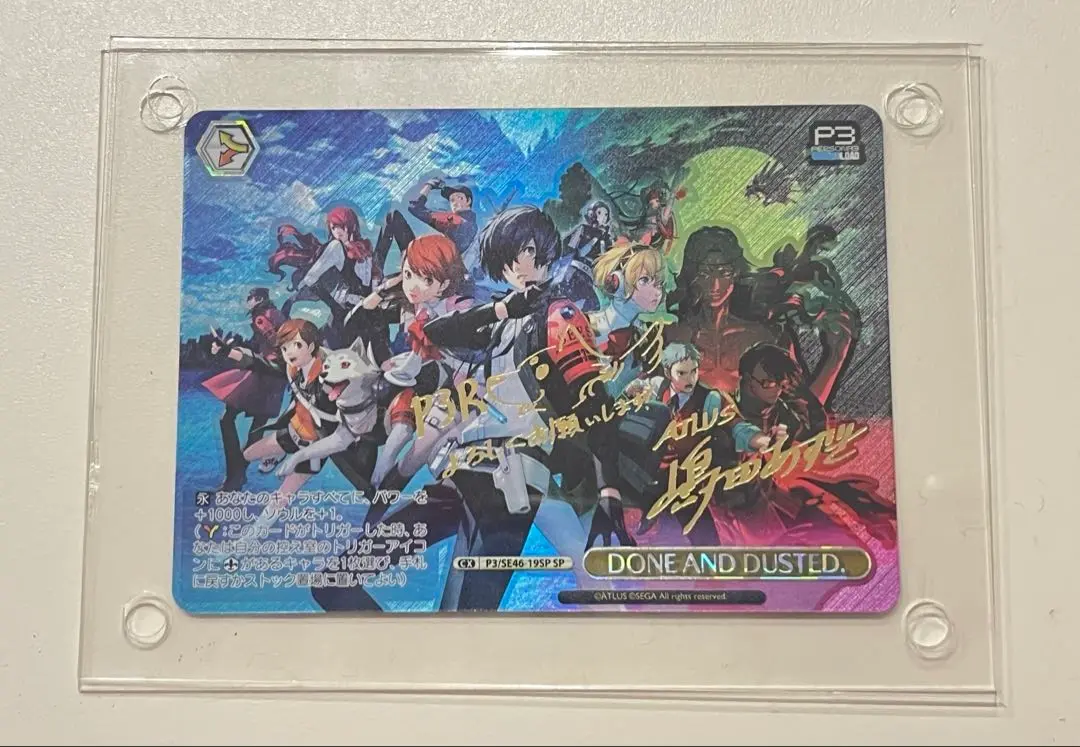 P3
PERSONA3
RELOAD
P3R
よろしくお願いします!!
ATLUS
島田あずさ
永 あなたのキャラすべてに、パワーを
+1000し、ソウルを+1。
(:このカードがトリガーした時、あ
なたは自分の控え室のトリガーアイコ
ンにがあるキャラを1枚選び、手札
に戻すかストック置場に置いてよい)
CX P3/SE46-19SP SP
DONE AND DUSTED.
©ATLUS ©SEGA All rights reserved.